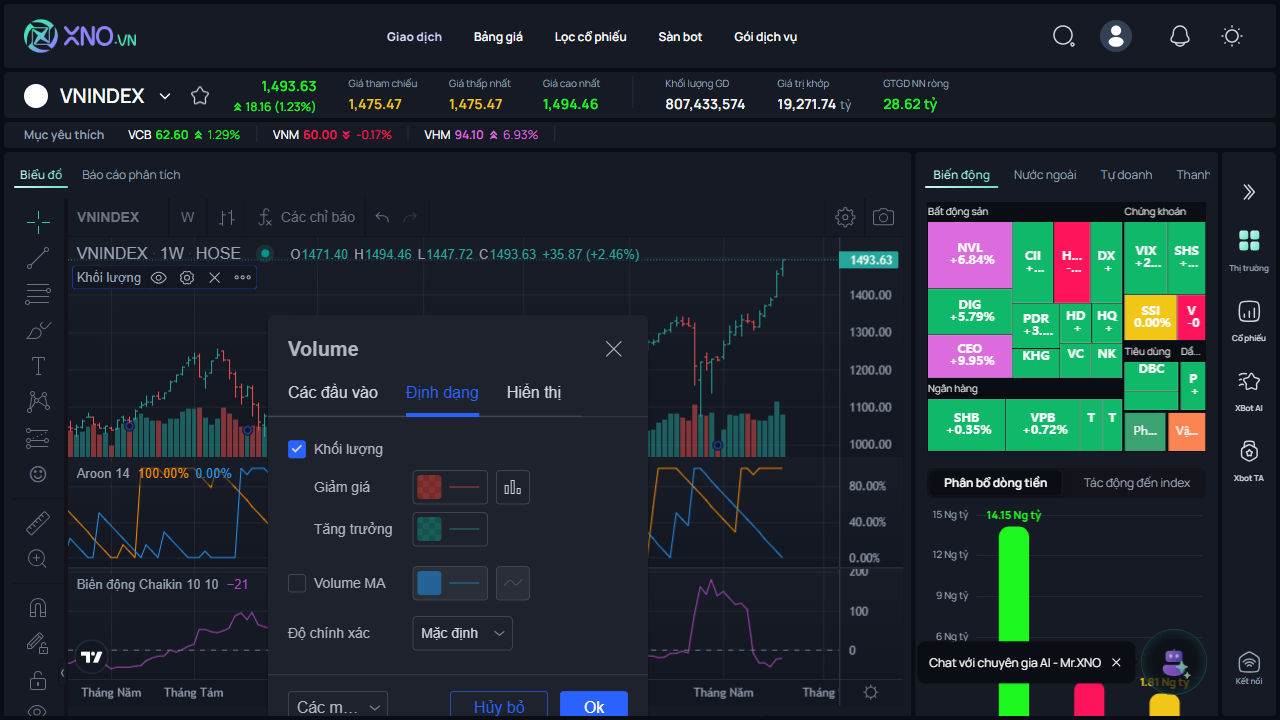 XNO.VN
Giao dịch
Bảng giá
Lọc cổ phiếu
Sàn bot
Gói dịch vụ
VNINDEX
1,493.63
18.16 (1.23%)
Giá tham chiếu
1,475.47
Giá thấp nhất
1,475.47
Giá cao nhất
1,494.46
Khối lượng GD
807,433,574
Giá trị khớp
19,271.74 tỷ
GTGD NN ròng
28.62 tỷ
Mục yêu thích
VCB 62.60 1.29%
VNM 60.00 -0.17%
VHM 94.10 6.93%
Biểu đồ
Báo cáo phân tích
VNINDEX
W
Các chỉ báo
VNINDEX · 1W · HOSE
O1471.40 H1494.46 L1447.72 C1493.63 +35.87 (+2.46%)
Khối lượng
1493.63
1400.00
1300.00
1200.00
1100.00
1000.00
Aroon 14 100.00% 0.00%
80.00%
40.00%
0.00%
Biến động Chaikin 10 10 −21
200
100
0
Tháng Năm
Tháng Tám
Tháng Năm
Tháng
Volume
Các đầu vào
Định dạng
Hiển thị
Khối lượng
Giảm giá
Tăng trưởng
Volume MA
Độ chính xác
Mặc định
Các m...
Hủy bỏ
Ok
Biến động
Nước ngoài
Tự doanh
Thanh
Bất động sản
NVL
+6.84%
CII
+...
H...
-...
DX
+
DIG
+5.79%
PDR
+3....
HD
+
HQ
+
CEO
+9.95%
KHG
VC
NK
Chứng khoán
VIX
+2...
SHS
+...
SSI
0.00%
V
-0
Tiêu dùng
Dầ...
DBC
P
+
Ngân hàng
SHB
+0.35%
VPB
+0.72%
T
T
Ph...
Vậ...
Phân bổ dòng tiền
Tác động đến index
15 Ng tỷ
14.15 Ng tỷ
12 Ng tỷ
9 Ng tỷ
6 Ng tỷ
1.81 Ng tỷ
Chat với chuyên gia AI - Mr.XNO
Thị trường
Cổ phiếu
XBot AI
Xbot TA
Kết nối